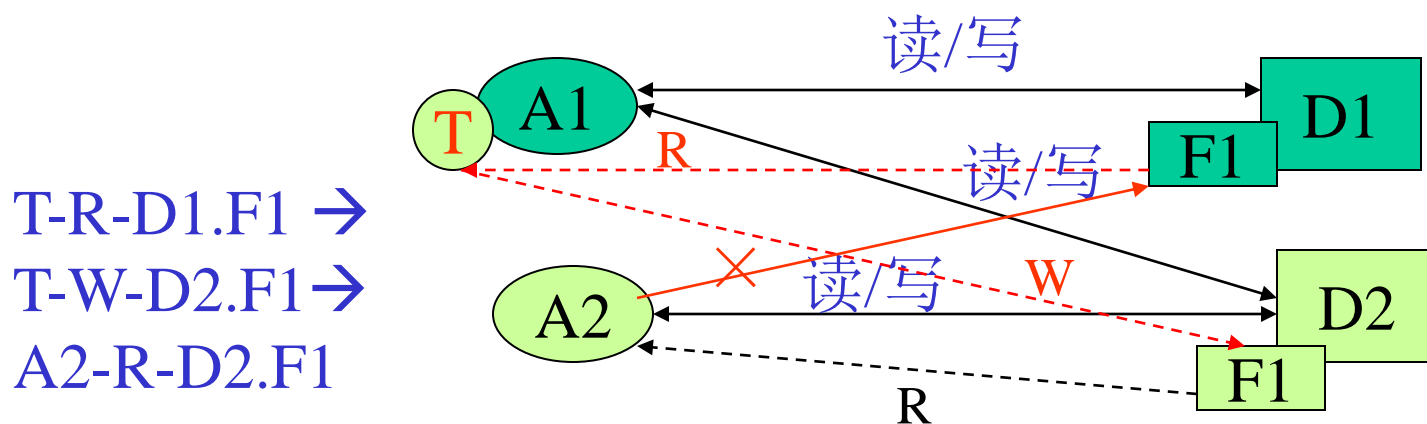 读/写
T
A1
D1
R
读/写
F1
T-R-D1.F1 →
T-W-D2.F1→
A2-R-D2.F1
A2
读/写
W
D2
F1
R